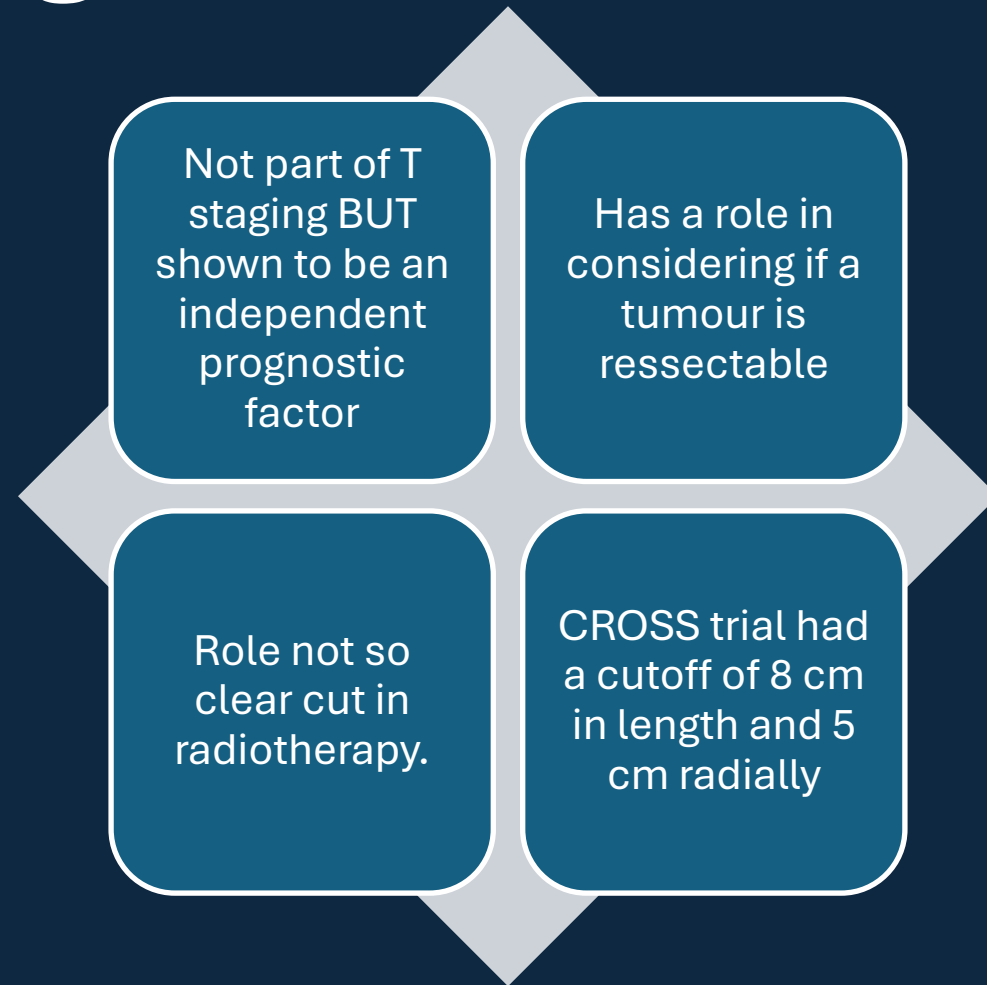 Not part of T
staging BUT
shown to be an
independent
prognostic
factor
Has a role in
considering if a
tumour is
ressectable
Role not so
clear cut in
radiotherapy.
CROSS trial had
a cutoff of 8 cm
in length and 5
cm radially